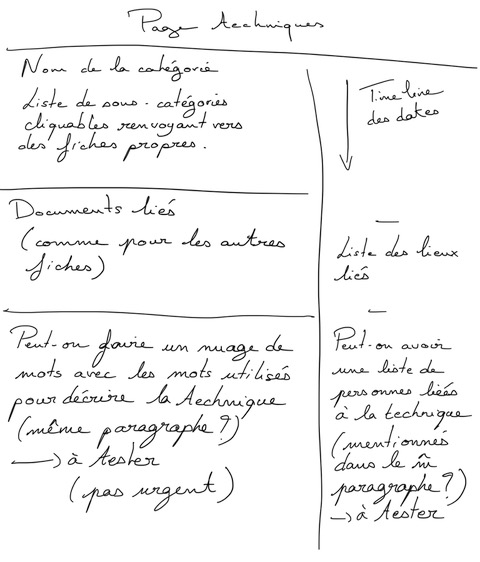 Page Techniques
Nom de la catégorie
Liste de sous-catégories
cliquables renvoyant vers
des fiches propres.
Documents liés
(comme pour les autres
fiches)
Peut-on faire un nuage de
mots avec les mots utilisés
pour décrire la technique
(même paragraphe?)
→ à tester
(pas urgent)
Time line
des dates
Liste des lieux
liés
Peut-on avoir
une liste de
personnes liées
à la technique
(mentionnés
dans le m̃
paragraphe?)
→ à tester